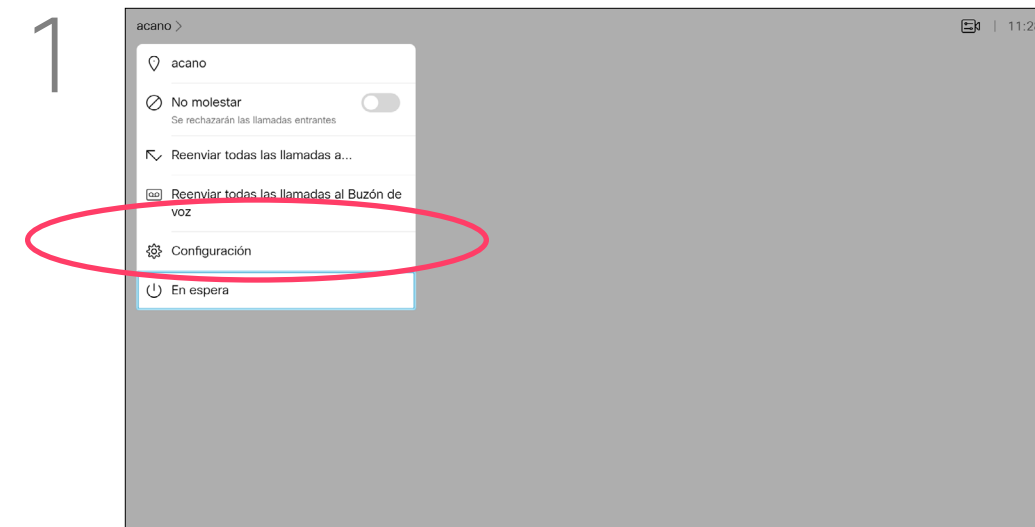 1
acano >
11:28
acano
No molestar
Se rechazarán las llamadas entrantes
Reenviar todas las llamadas a...
Reenviar todas las llamadas al Buzón de
voz
Configuración
En espera